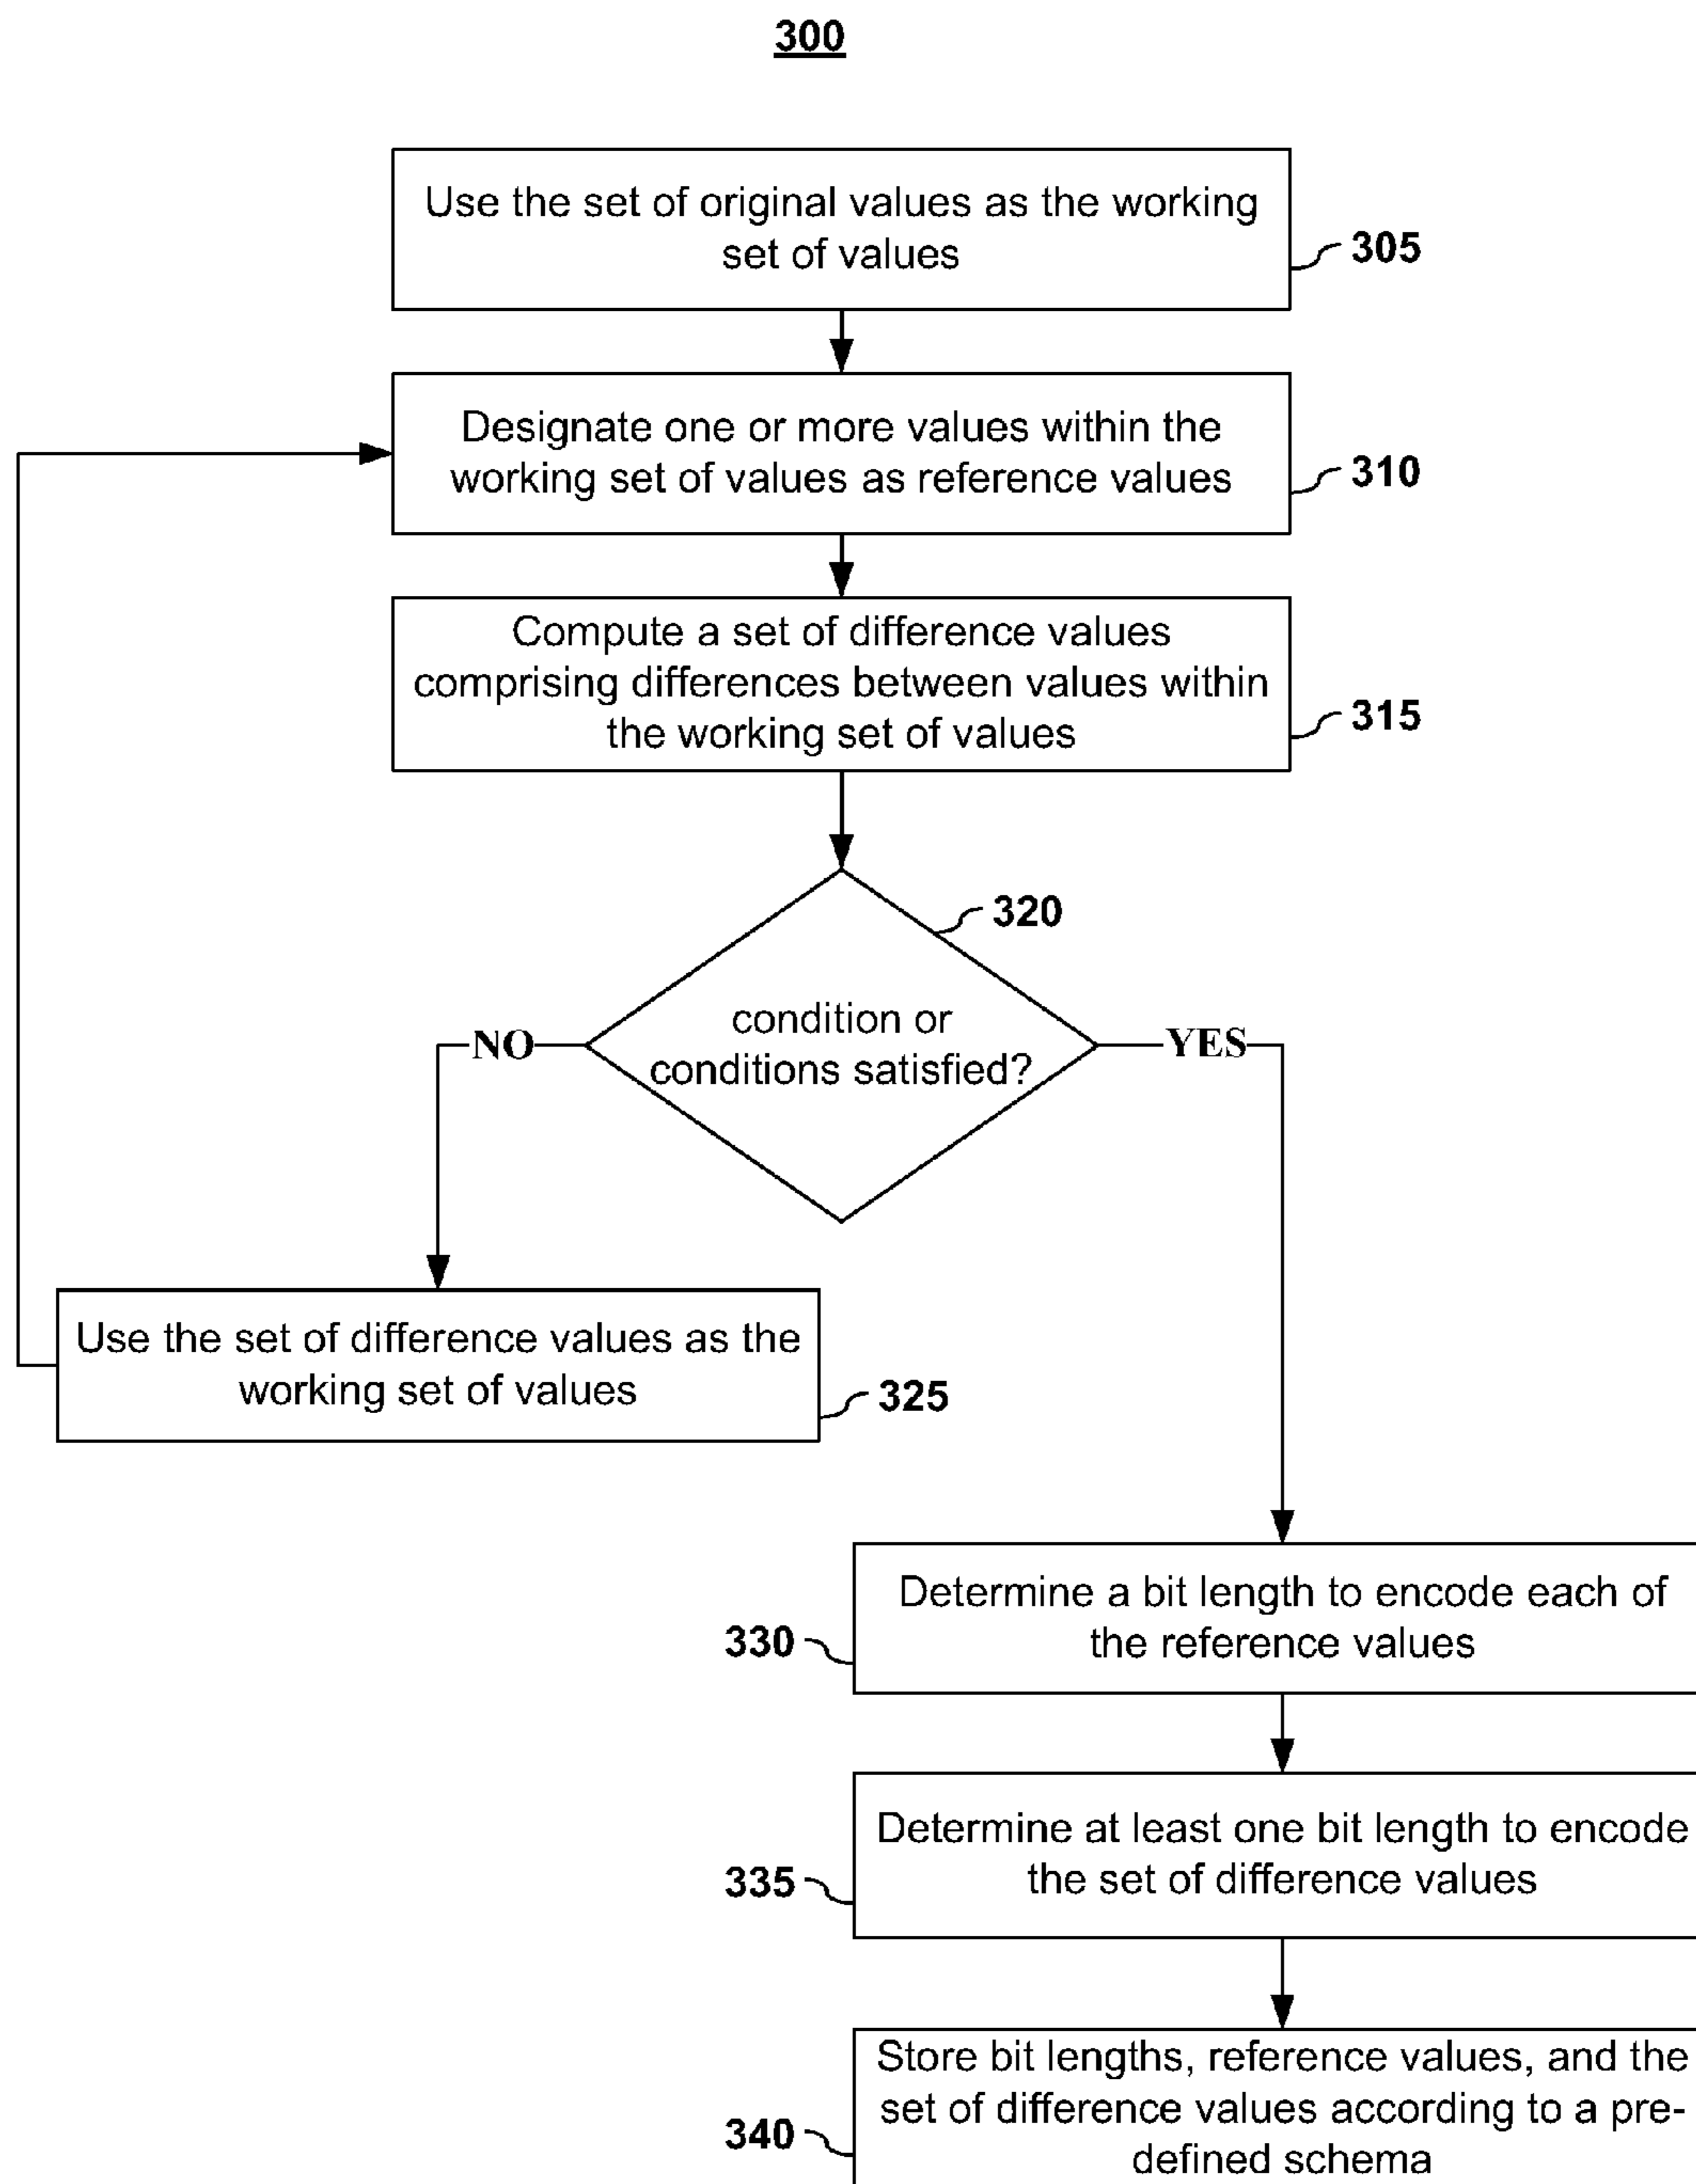 300
Use the set of original values as the working
set of values
305
Designate one or more values within the
working set of values as reference values
310
Compute a set of difference values
comprising differences between values within
the working set of values
315
320
condition or
conditions satisfied?
NO
YES
Use the set of difference values as the
working set of values
325
Determine a bit length to encode each of
the reference values
330
Determine at least one bit length to encode
the set of difference values
335
Store bit lengths, reference values, and the
set of difference values according to a pre-
defined schema
340